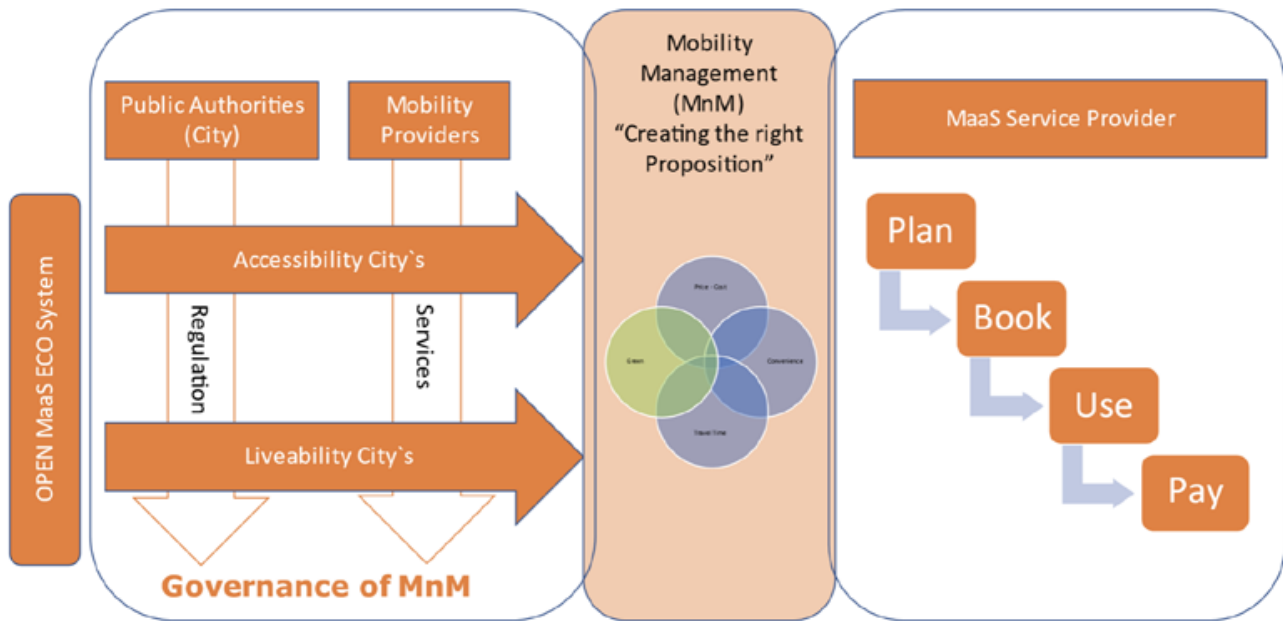 OPEN MaaS ECO System
Public Authorities
(City)
Mobility
Providers
Accessibility City`s
Regulation
Services
Liveability City`s
Governance of MnM
Mobility
Management
(MnM)
“Creating the right
Proposition”
Price - Cost
Green
Convenience
Travel Time
MaaS Service Provider
Plan
Book
Use
Pay